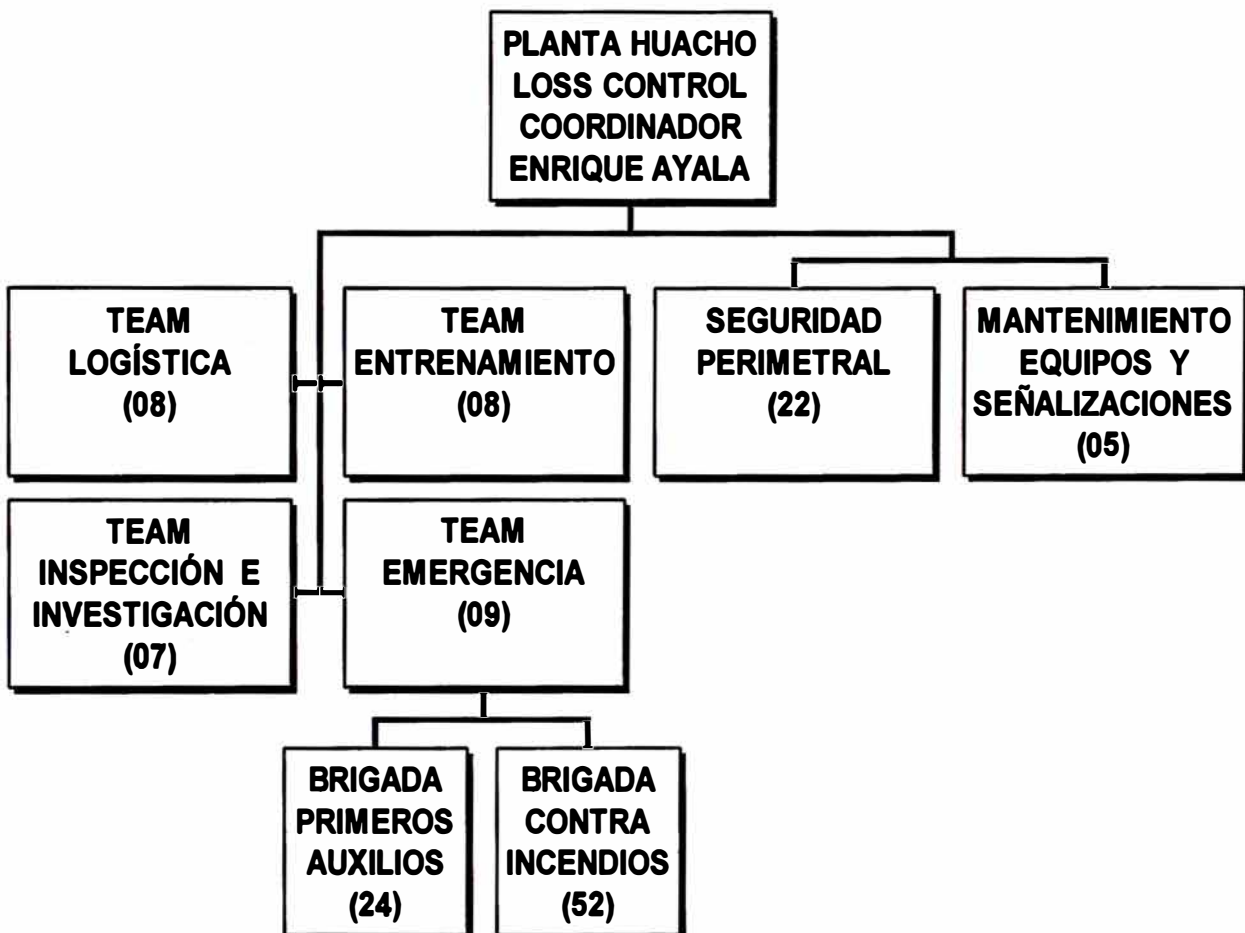 PLANTA HUACHO
LOSS CONTROL
COORDINADOR
ENRIQUE AYALA
TEAM
LOGÍSTICA
(08)
TEAM
ENTRENAMIENTO
(08)
SEGURIDAD
PERIMETRAL
(22)
MANTENIMIENTO
EQUIPOS Y
SEÑALIZACIONES
(05)
TEAM
INSPECCIÓN E
INVESTIGACIÓN
(07)
TEAM
EMERGENCIA
(09)
BRIGADA
PRIMEROS
AUXILIOS
(24)
BRIGADA
CONTRA
INCENDIOS
(52)